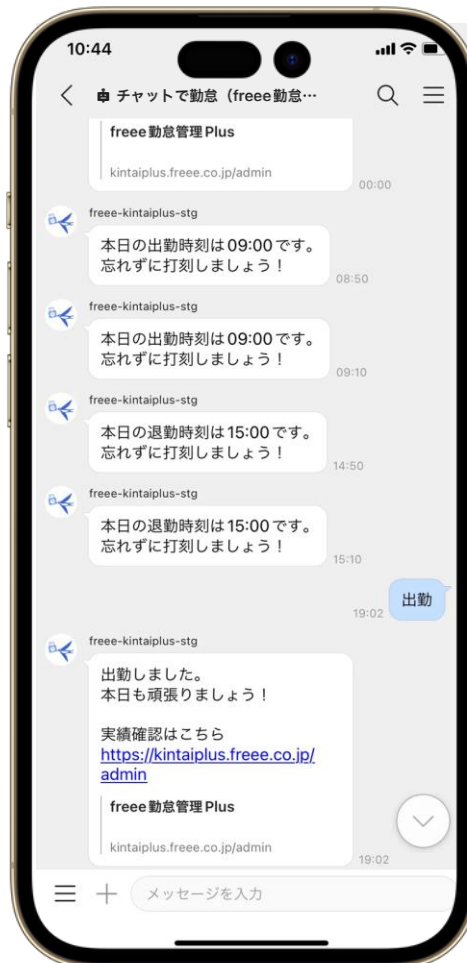 10:44
チャットで勤怠（freee勤怠…
freee勤怠管理Plus
kintaiplus.freee.co.jp/admin
00:00
freee-kintaiplus-stg
本日の出勤時刻は09:00です。
忘れずに打刻しましょう！
08:50
freee-kintaiplus-stg
本日の出勤時刻は09:00です。
忘れずに打刻しましょう！
09:10
freee-kintaiplus-stg
本日の退勤時刻は15:00です。
忘れずに打刻しましょう！
14:50
freee-kintaiplus-stg
本日の退勤時刻は15:00です。
忘れずに打刻しましょう！
15:10
出勤
19:02
freee-kintaiplus-stg
出勤しました。
本日も頑張りましょう！
実績確認はこちら
https://kintaiplus.freee.co.jp/
admin
freee勤怠管理Plus
kintaiplus.freee.co.jp/admin
19:02
メッセージを入力